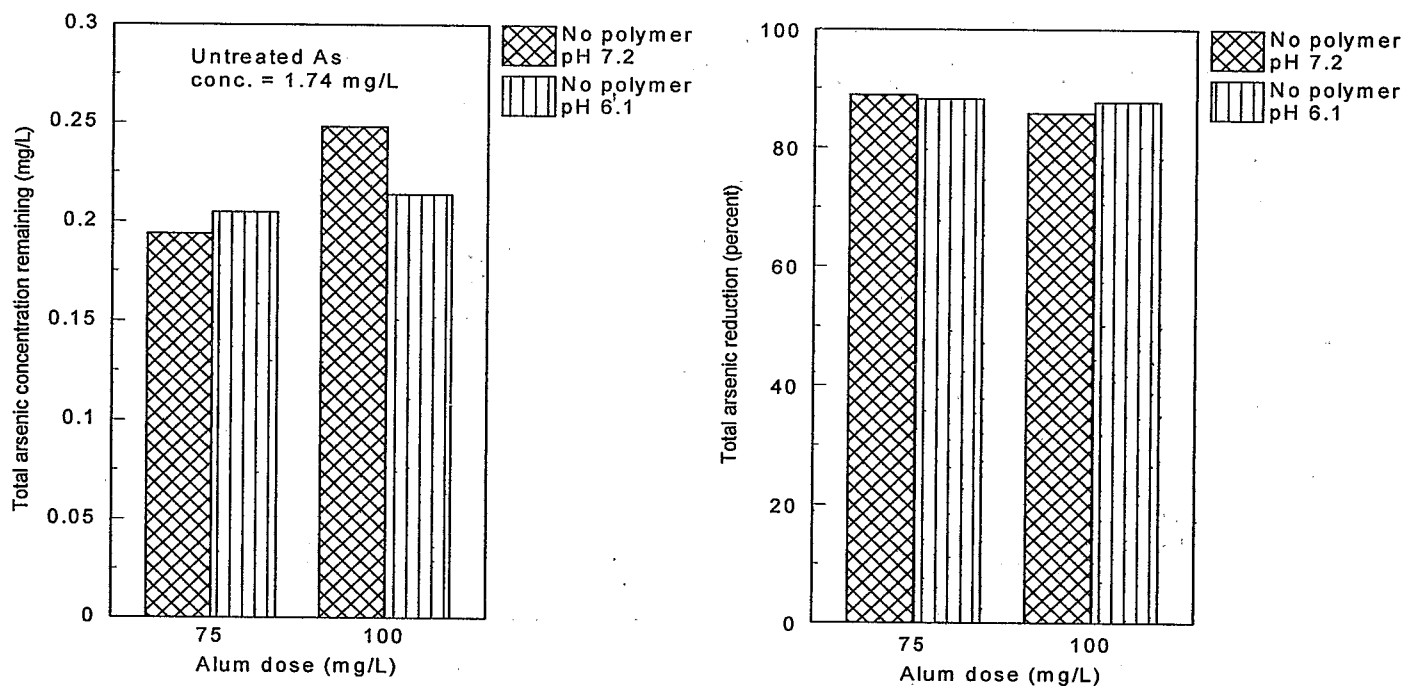 Total arsenic concentration remaining (mg/L)
0.3
0.25
0.2
0.15
0.1
0.05
0
Untreated As
conc. = 1.74 mg/L
75
100
Alum dose (mg/L)
No polymer
pH 7.2
No polymer
pH 6.1
Total arsenic reduction (percent)
100
80
60
40
20
0
75
100
Alum dose (mg/L)
No polymer
pH 7.2
No polymer
pH 6.1